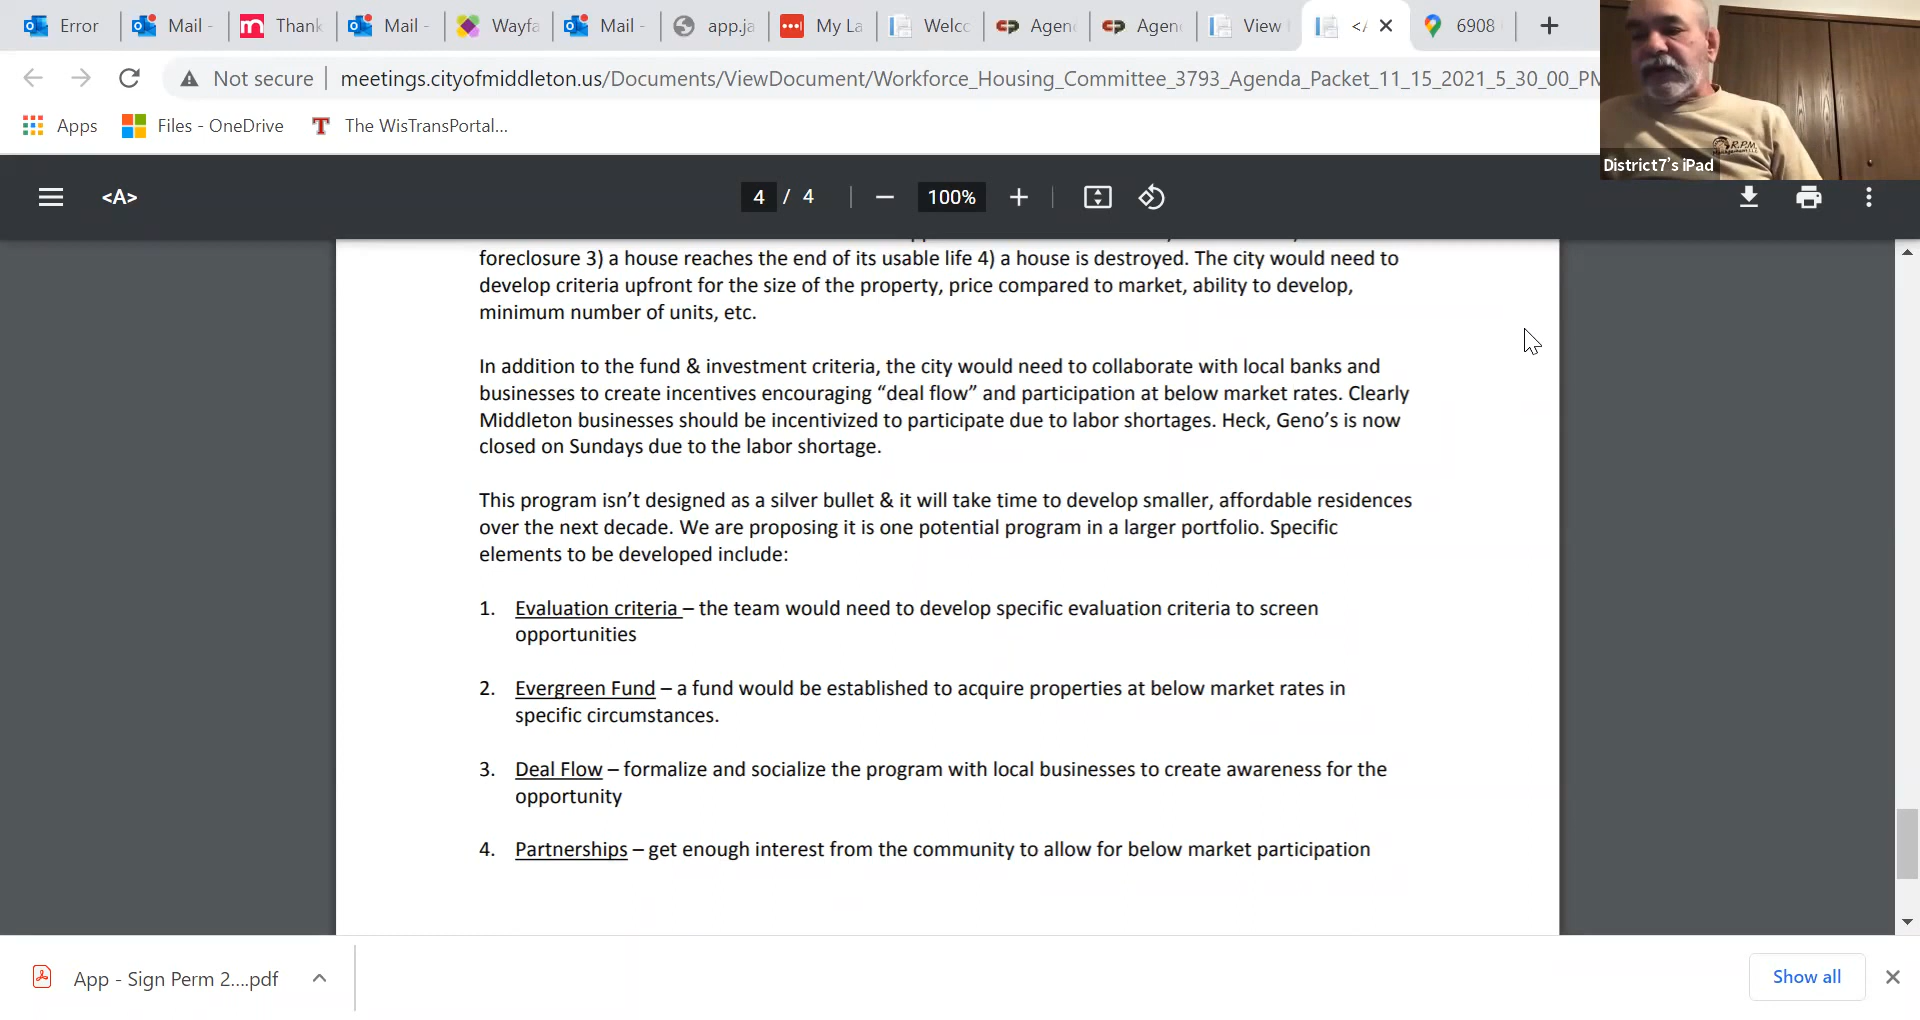 Error
Mail -
Thank
Mail -
Wayfa
Mail -
app.ja
My La
Welco
Agen
Agen
View
</
6908
Not secure
meetings.cityofmiddleton.us/Documents/ViewDocument/Workforce_Housing_Committee_3793_Agenda_Packet_11_15_2021_5_30_00_PM
Apps
Files - OneDrive
The WisTransPortal...
R.P.M.
District7's iPad
<A>
4 / 4
100%
foreclosure 3) a house reaches the end of its usable life 4) a house is destroyed. The city would need to
develop criteria upfront for the size of the property, price compared to market, ability to develop,
minimum number of units, etc.
In addition to the fund & investment criteria, the city would need to collaborate with local banks and
businesses to create incentives encouraging “deal flow” and participation at below market rates. Clearly
Middleton businesses should be incentivized to participate due to labor shortages. Heck, Geno’s is now
closed on Sundays due to the labor shortage.
This program isn’t designed as a silver bullet & it will take time to develop smaller, affordable residences
over the next decade. We are proposing it is one potential program in a larger portfolio. Specific
elements to be developed include:
1. Evaluation criteria – the team would need to develop specific evaluation criteria to screen
opportunities
2. Evergreen Fund – a fund would be established to acquire properties at below market rates in
specific circumstances.
3. Deal Flow – formalize and socialize the program with local businesses to create awareness for the
opportunity
4. Partnerships – get enough interest from the community to allow for below market participation
App - Sign Perm 2....pdf
Show all